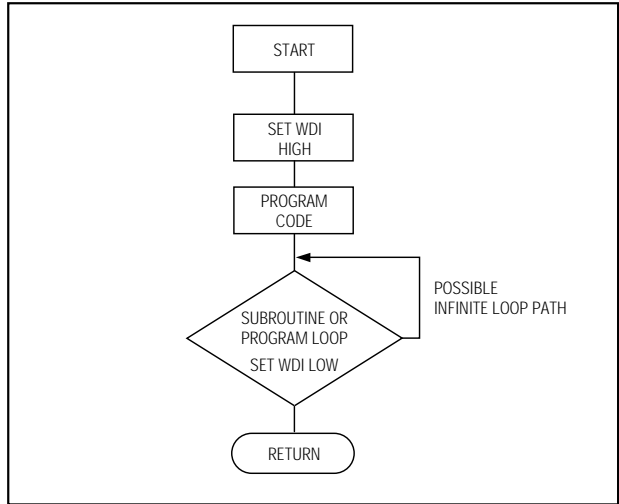 START
SET WDI
HIGH
PROGRAM
CODE
POSSIBLE
INFINITE LOOP PATH
SUBROUTINE OR
PROGRAM LOOP
SET WDI LOW
RETURN